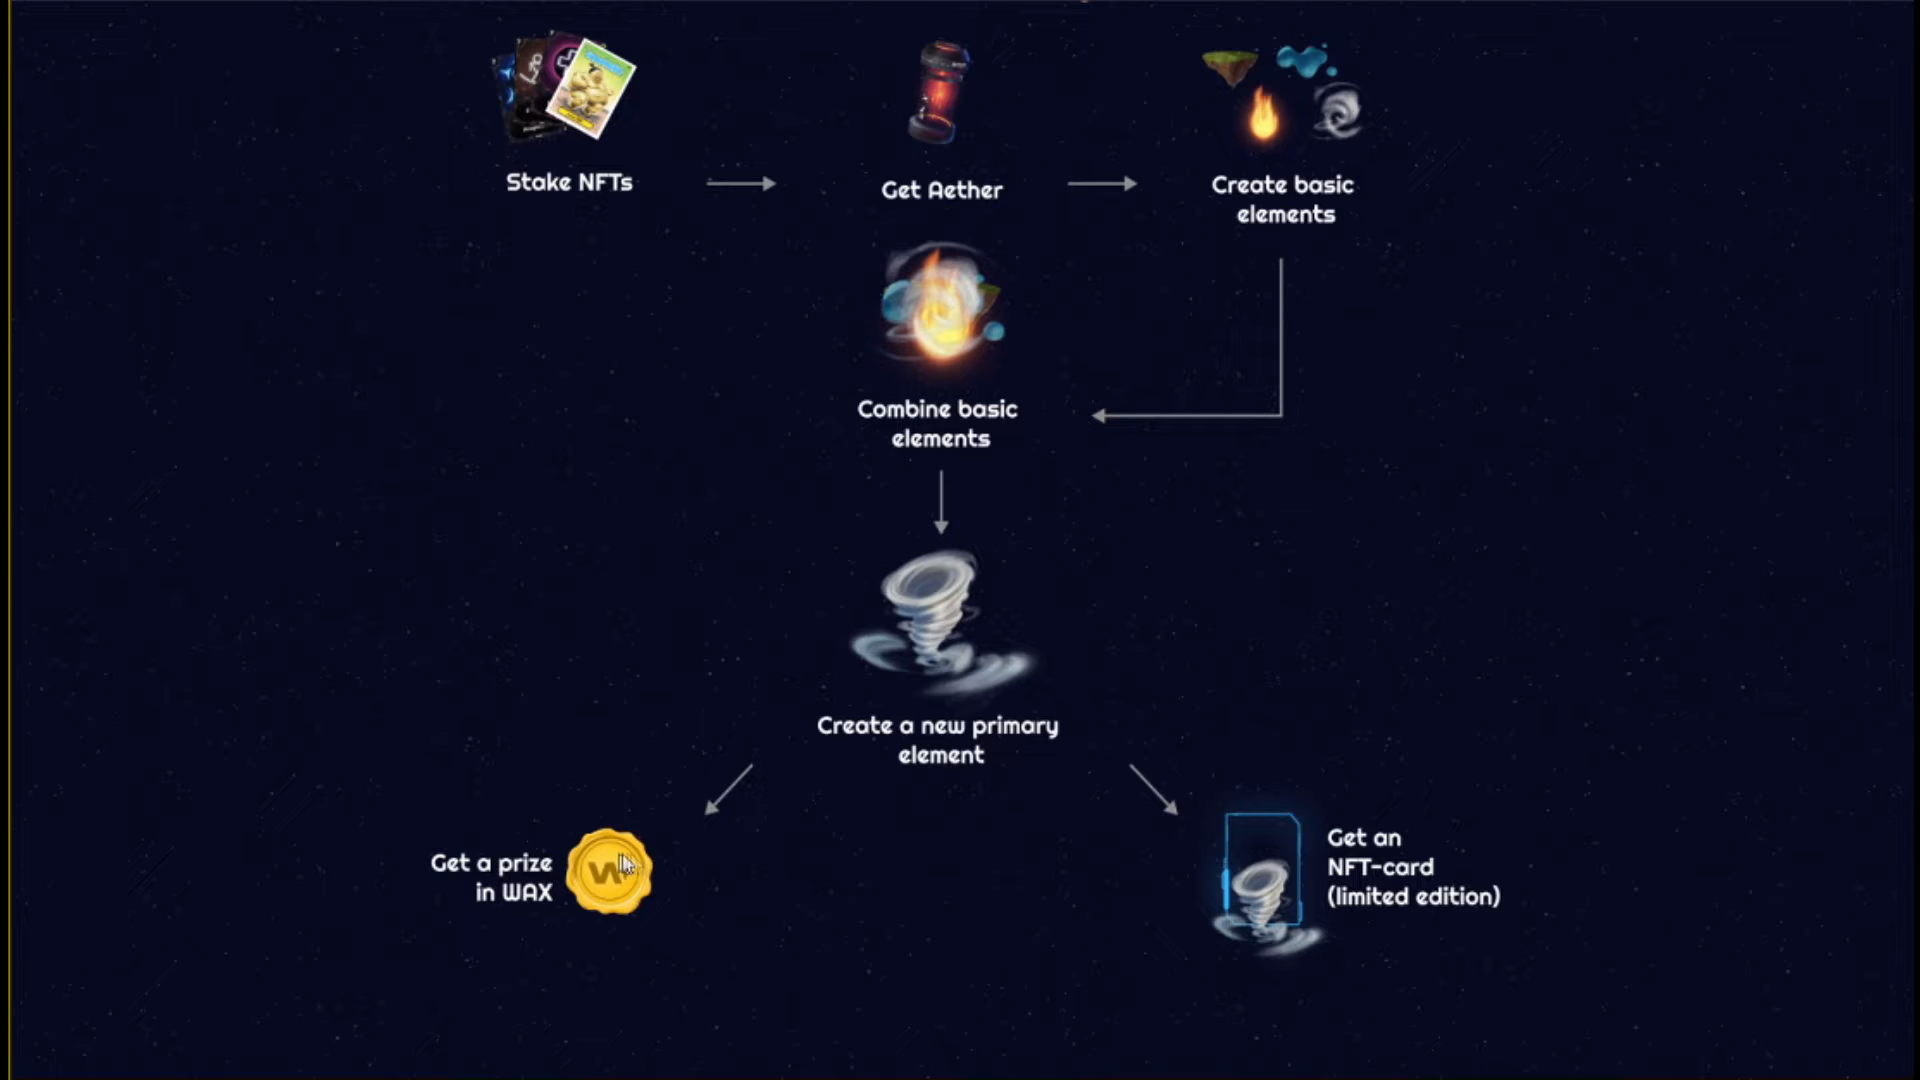 Stake NFTs
Get Aether
Create basic
elements
Combine basic
elements
Create a new primary
element
Get a prize
in WAX
W
Get an
NFT-card
(limited edition)